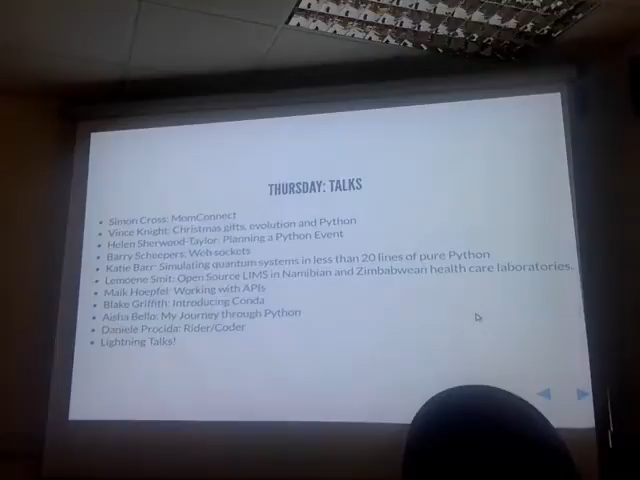 THURSDAY: TALKS
• Simon Cross: MomConnect
• Vince Knight: Christmas gifts, evolution and Python
• Helen Sherwood-Taylor: Planning a Python Event
• Barry Scheepers: Web sockets
• Katie Barr: Simulating quantum systems in less than 20 lines of pure Python
• Lemoene Smit: Open Source LIMS in Namibian and Zimbabwean health care laboratories.
• Maik Hoepfel: Working with APIs
• Blake Griffith: Introducing Conda
• Aisha Bello: My Journey through Python
• Daniele Procida: Rider/Coder
• Lightning Talks!